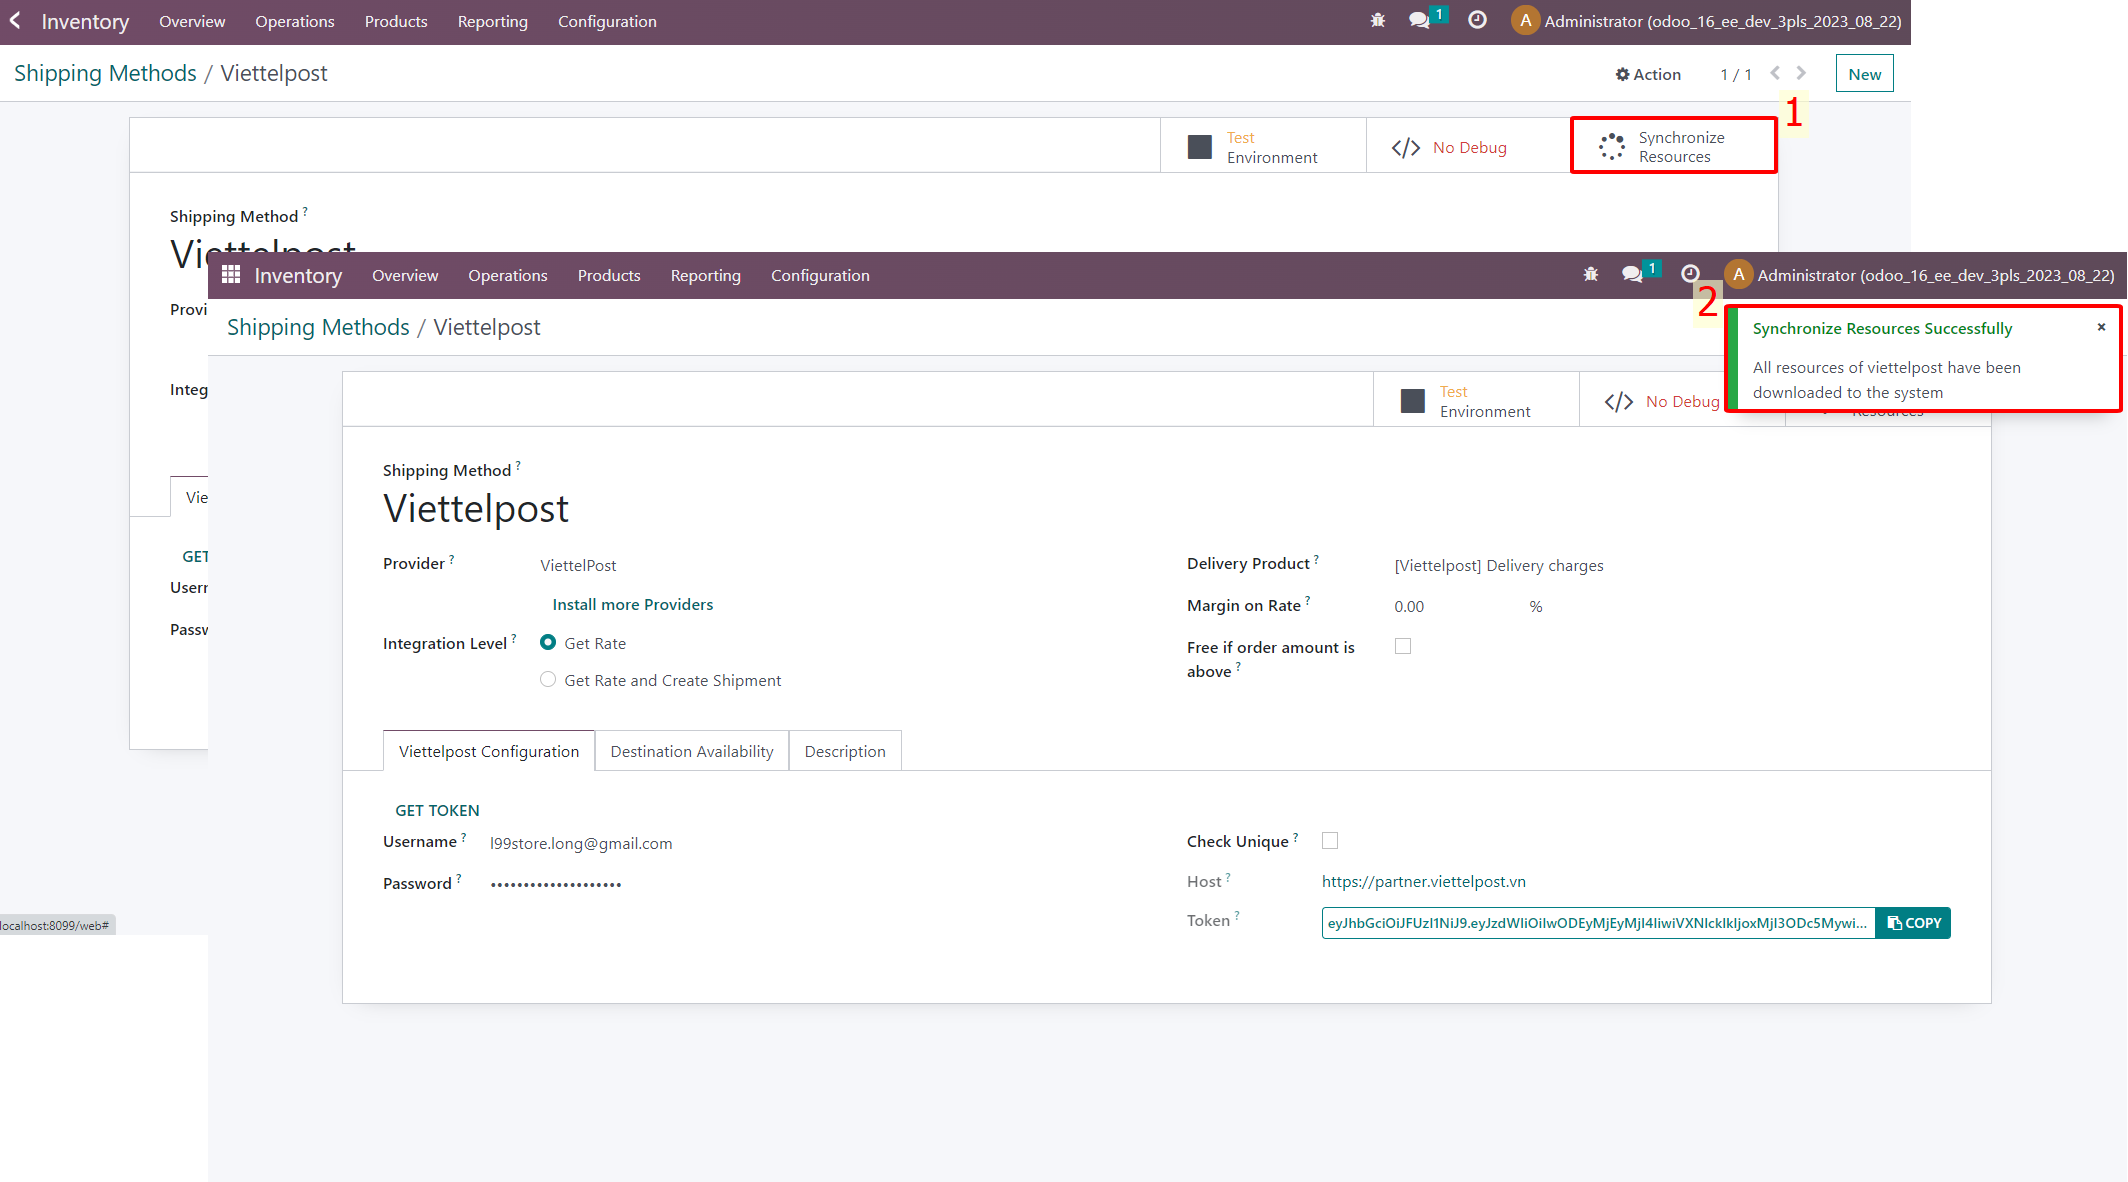 Inventory Overview Operations Products Reporting Configuration 1 A Administrator (odoo_16_ee_dev_3pls_2023_08_22)
Shipping Methods / Viettelpost Action 1 / 1 New
1
Test
Environment
No Debug
Synchronize
Resources
Shipping Method ?
Viettelpost
Provi
Integ
Vie
GET
Usern
Passw
localhost:8099/web#
Inventory Overview Operations Products Reporting Configuration 1 A Administrator (odoo_16_ee_dev_3pls_2023_08_22)
2
Shipping Methods / Viettelpost
Synchronize Resources Successfully ×
All resources of viettelpost have been
downloaded to the system
Test
Environment
No Debug
Resources
Shipping Method ?
Viettelpost
Provider ? ViettelPost
Install more Providers
Integration Level ? Get Rate
Get Rate and Create Shipment
Delivery Product ? [Viettelpost] Delivery charges
Margin on Rate ? 0.00 %
Free if order amount is
above ?
Viettelpost Configuration Destination Availability Description
GET TOKEN
Username ? l99store.long@gmail.com
Password ? ••••••••••••••••••••
Check Unique ?
Host ? https://partner.viettelpost.vn
Token ? COPY